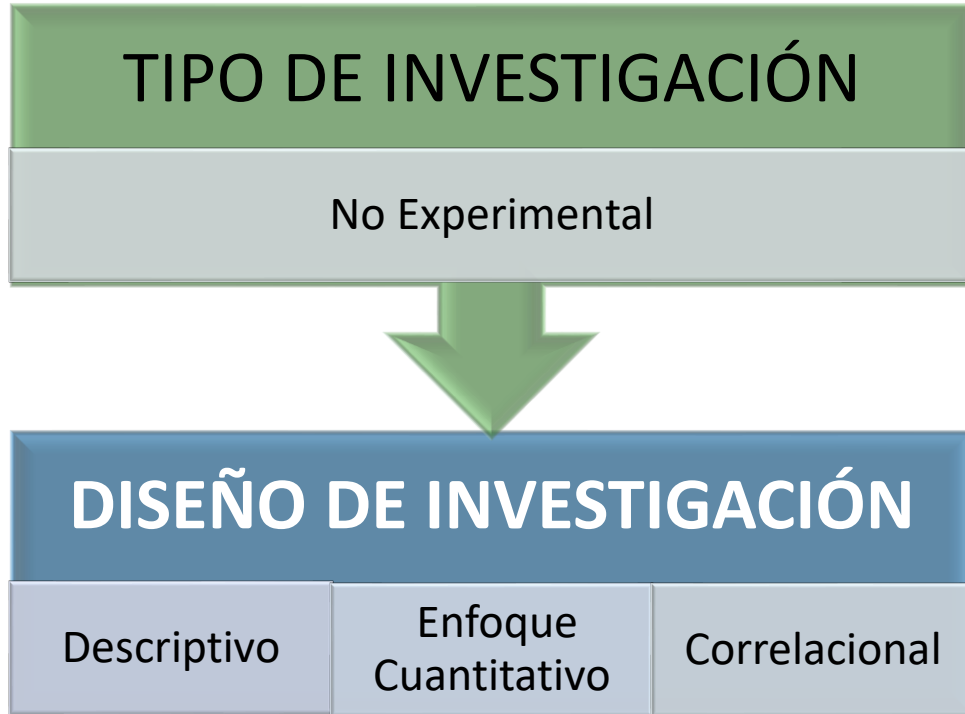 TIPO DE INVESTIGACIÓN
No Experimental
DISEÑO DE INVESTIGACIÓN
Descriptivo
Enfoque
Cuantitativo
Correlacional